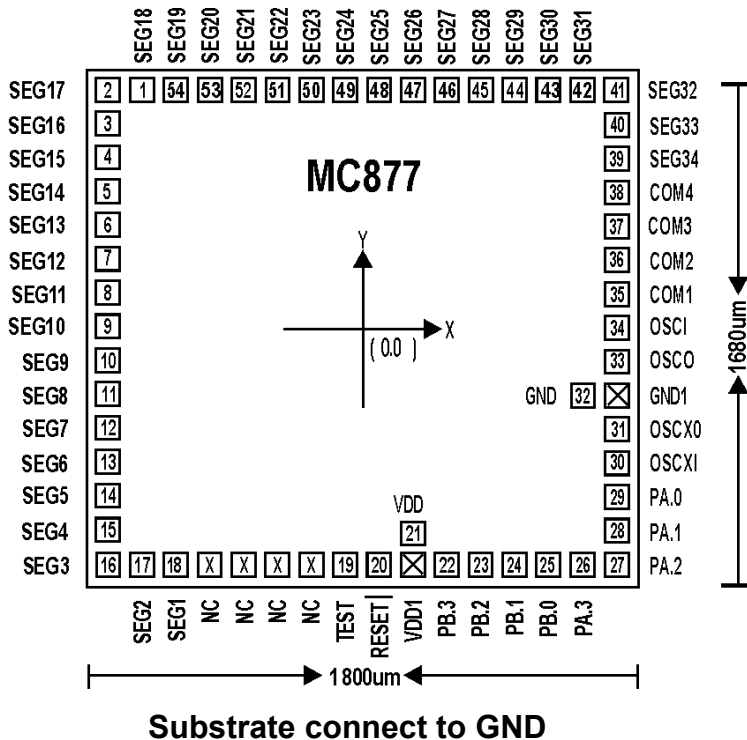 SEG18 SEG19 SEG20 SEG21 SEG22 SEG23 SEG24 SEG25 SEG26 SEG27 SEG28 SEG29 SEG30 SEG31
SEG17 2 1 54 53 52 51 50 49 48 47 46 45 44 43 42 41 SEG32
SEG16 3 40 SEG33
SEG15 4 39 SEG34
MC877
SEG14 5 38 COM4
SEG13 6 37 COM3
Y
SEG12 7 36 COM2
SEG11 8 35 COM1
SEG10 9 X 34 OSCI
( 0.0 )
SEG9 10 33 OSCO
1680um
SEG8 11 GND 32 GND1
SEG7 12 31 OSCX0
SEG6 13 30 OSCXI
SEG5 14 29 PA.0
VDD
SEG4 15 21 28 PA.1
SEG3 16 17 18 X X X X 19 20 22 23 24 25 26 27 PA.2
SEG2 SEG1 NC NC NC NC TEST RESET VDD1 PB.3 PB.2 PB.1 PB.0 PA.3
1800um
Substrate connect to GND